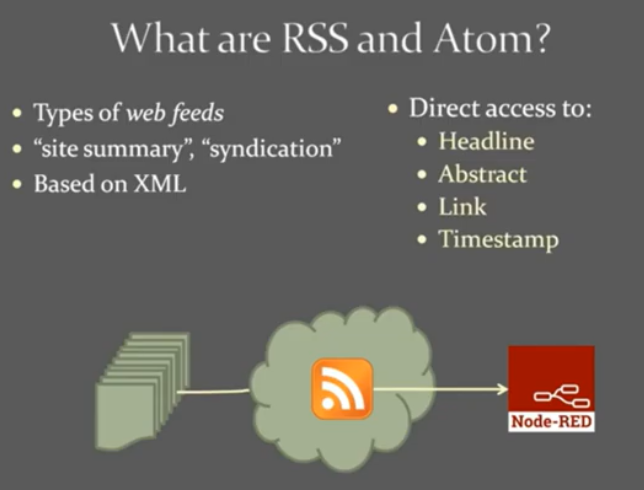 What are RSS and Atom?
Types of web feeds
“site summary”, “syndication”
Based on XML
Direct access to:
Headline
Abstract
Link
Timestamp
Node-RED